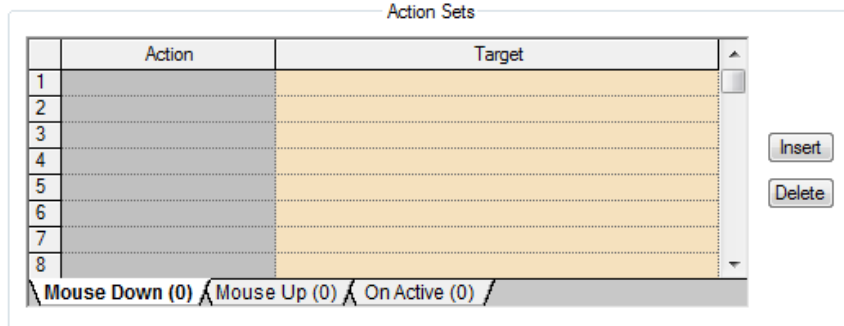 Action Sets
Action Target
1
2
3
4
5
6
7
8
Insert
Delete
Mouse Down (0) Mouse Up (0) On Active (0)